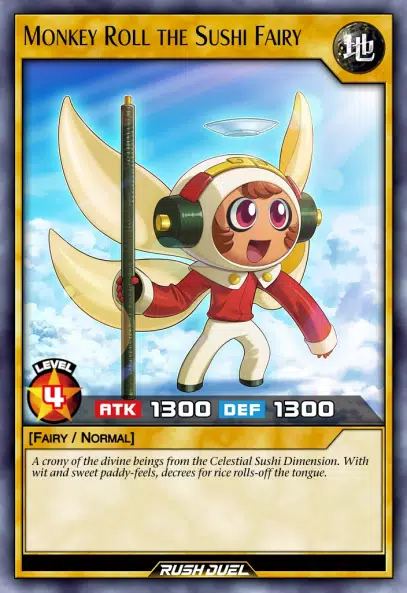 MONKEY ROLL THE SUSHI FAIRY
地
LEVEL
4
ATK 1300 DEF 1300
[FAIRY / NORMAL]
A crony of the divine beings from the Celestial Sushi Dimension. With
wit and sweet paddy-feels, decrees for rice rolls-off the tongue.
RUSH DUEL